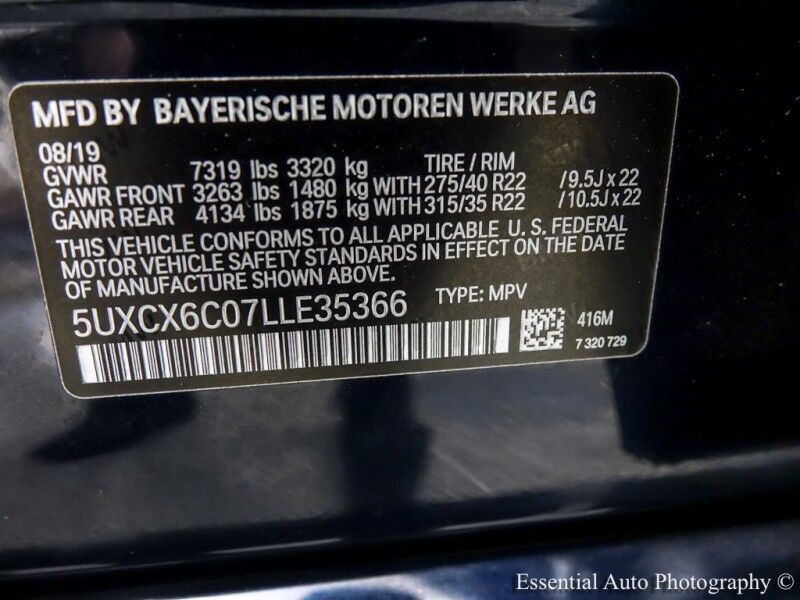 MFD BY BAYERISCHE MOTOREN WERKE AG
08/19
GVWR 7319 lbs 3320 kg TIRE / RIM
GAWR FRONT 3263 lbs 1480 kg WITH 275/40 R22 /9.5J x 22
GAWR REAR 4134 lbs 1875 kg WITH 315/35 R22 /10.5J x 22
THIS VEHICLE CONFORMS TO ALL APPLICABLE U. S. FEDERAL
MOTOR VEHICLE SAFETY STANDARDS IN EFFECT ON THE DATE
OF MANUFACTURE SHOWN ABOVE.
5UXCX6C07LLE35366 TYPE: MPV
416M
7 320 729
Essential Auto Photography ©